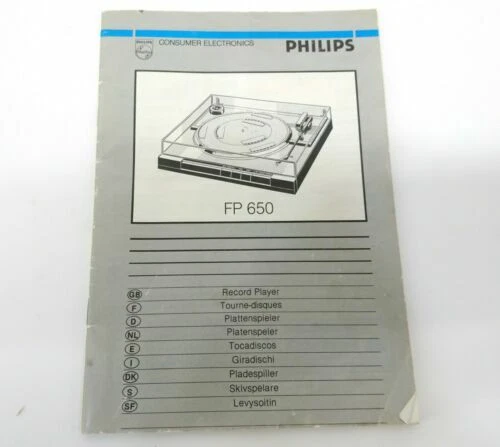 PHILIPS
CONSUMER ELECTRONICS
PHILIPS
FP 650
GB Record Player
F Tourne-disques
D Plattenspieler
NL Platenspeler
E Tocadiscos
I Giradischi
DK Pladespiller
S Skivspelare
SF Levysoitin